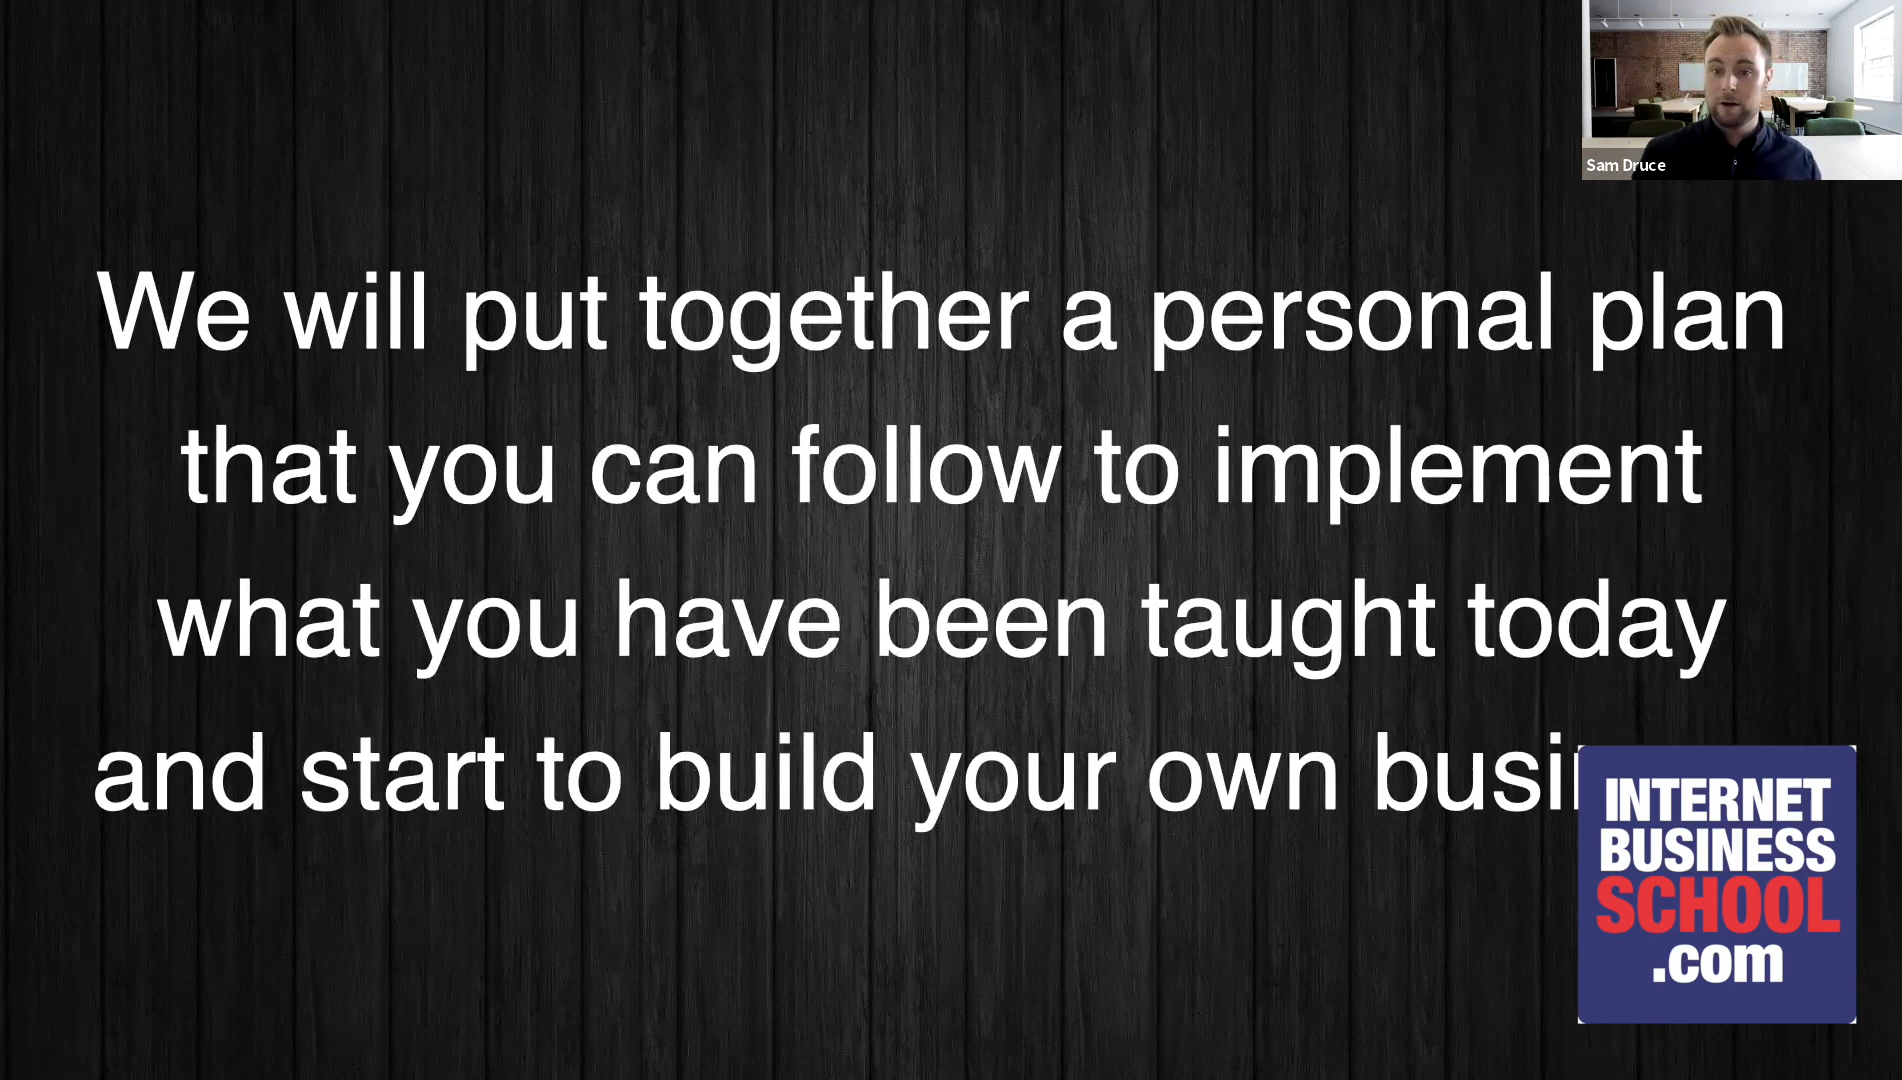 Sam Druce
We will put together a personal plan
that you can follow to implement
what you have been taught today
and start to build your own
INTERNET
BUSINESS
SCHOOL
.com